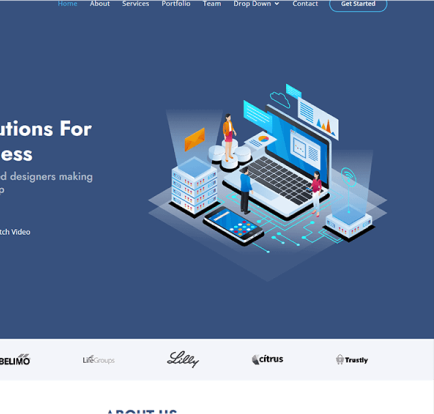 Home About Services Portfolio Team Drop Down Contact Get Started
utions For
ess
d designers making
p
tch Video
BELIMO LifeGroups Lilly citrus Trustly
ABOUT US